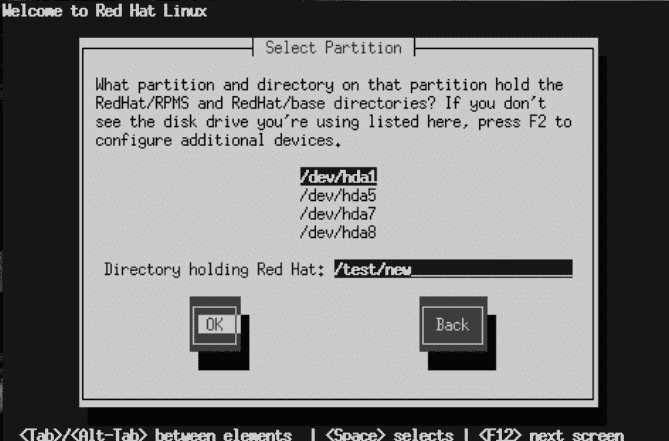 Welcome to Red Hat Linux
Select Partition
What partition and directory on that partition hold the
RedHat/RPMS and RedHat/base directories? If you don't
see the disk drive you're using listed here, press F2 to
configure additional devices.
/dev/hda1
/dev/hda5
/dev/hda7
/dev/hda8
Directory holding Red Hat: /test/new
OK Back
<Tab>/<Alt-Tab> between elements | <Space> selects | <F12> next screen